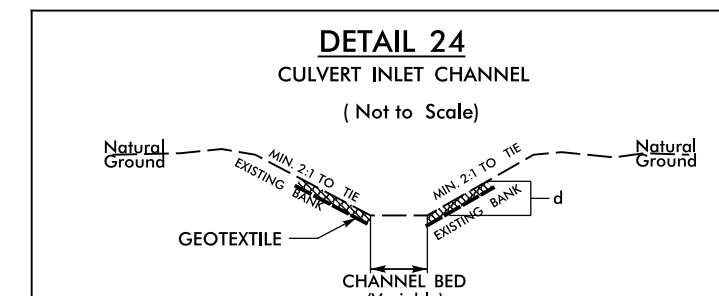 DETAIL 24
CULVERT INLET CHANNEL
( Not to Scale)
Natural
Ground
MIN. 2:1 TO TIE
EXISTING BANK
MIN. 2:1 TO TIE
EXISTING BANK
Natural
Ground
d
GEOTEXTILE
CHANNEL BED
(Variable)